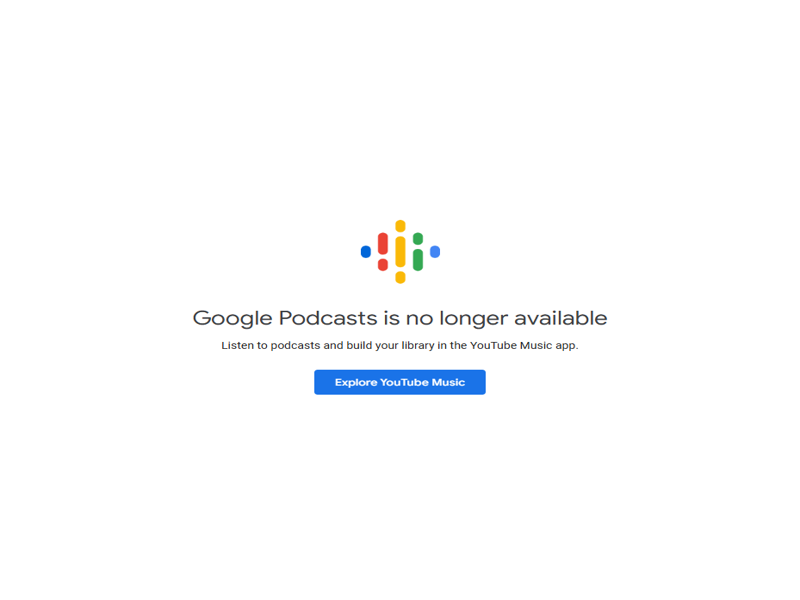 Google Podcasts is no longer available
Listen to podcasts and build your library in the YouTube Music app.
Explore YouTube Music